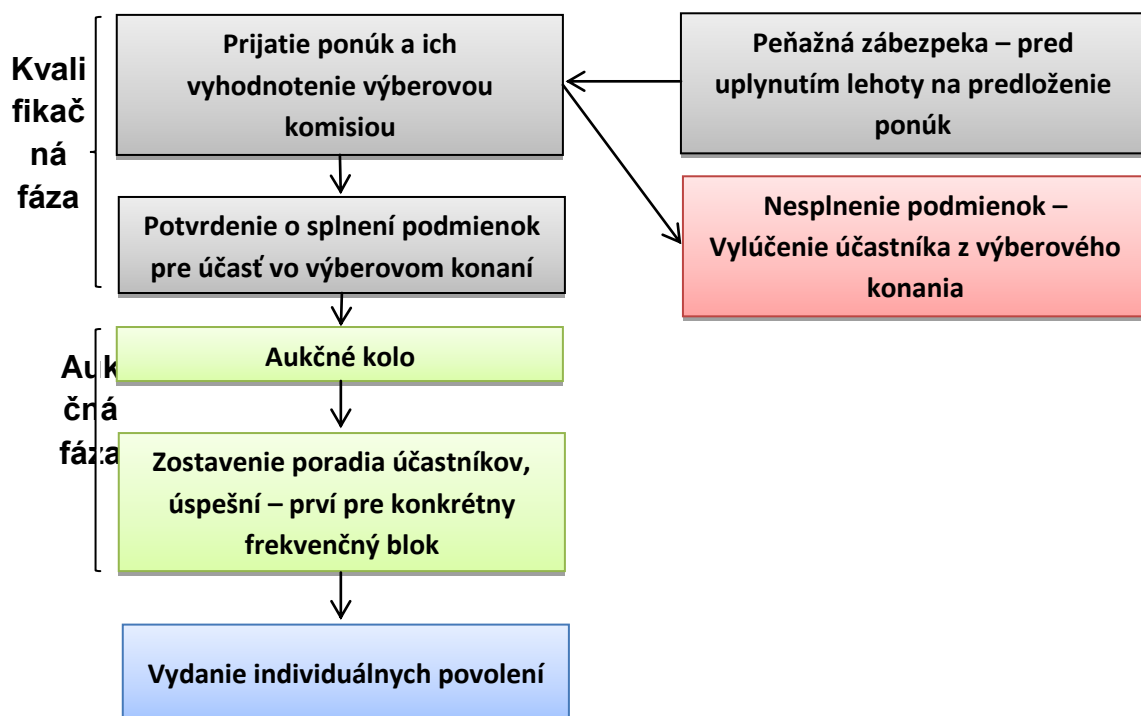 Kvali
fikač
ná
fáza
Prijatie ponúk a ich
vyhodnotenie výberovou
komisiou
Peňažná zábezpeka – pred
uplynutím lehoty na predloženie
ponúk
Potvrdenie o splnení podmienok
pre účasť vo výberovom konaní
Nesplnenie podmienok –
Vylúčenie účastníka z výberového
konania
Auk
čná
fáza
Aukčné kolo
Zostavenie poradia účastníkov,
úspešní – prví pre konkrétny
frekvenčný blok
Vydanie individuálnych povolení